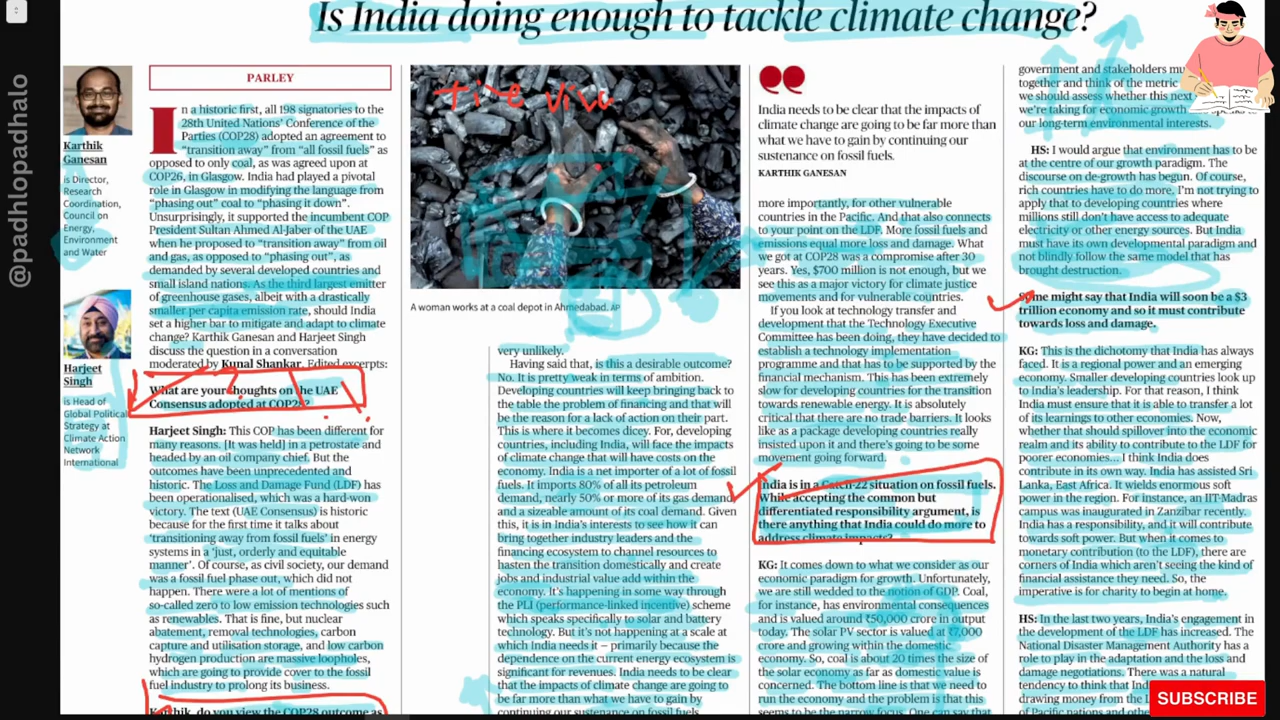 Is India doing enough to tackle climate change?
@padhlopadhalo
Karthik
Ganesan
is Director,
Research
Coordination,
Council on
Energy,
Environment
and Water
Harjeet
Singh
is Head of
Global Political
Strategy at
Climate Action
Network
International
PARLEY
In a historic first, all 198 signatories to the
28th United Nations' Conference of the
Parties (COP28) adopted an agreement to
“transition away” from “all fossil fuels” as
opposed to only coal, as was agreed upon at
COP26, in Glasgow. India had played a pivotal
role in Glasgow in modifying the language from
“phasing out” coal to “phasing it down”.
Unsurprisingly, it supported the incumbent COP
President Sultan Ahmed Al-Jaber of the UAE
when he proposed to “transition away” from oil
and gas, as opposed to “phasing out”, as
demanded by several developed countries and
small island nations. As the third largest emitter
of greenhouse gases, albeit with a drastically
smaller per capita emission rate, should India
set a higher bar to mitigate and adapt to climate
change? Karthik Ganesan and Harjeet Singh
discuss the question in a conversation
moderated by Kunal Shankar. Edited excerpts:
What are your thoughts on the UAE
Consensus adopted at COP28?
Harjeet Singh: This COP has been different for
many reasons. [It was held] in a petrostate and
headed by an oil company chief. But the
outcomes have been unprecedented and
historic. The Loss and Damage Fund (LDF) has
been operationalised, which was a hard-won
victory. The text (UAE Consensus) is historic
because for the first time it talks about
‘transitioning away from fossil fuels’ in energy
systems in a ‘just, orderly and equitable
manner’. Of course, as civil society, our demand
was a fossil fuel phase out, which did not
happen. There were a lot of mentions of
so-called zero to low emission technologies such
as renewables. That is fine, but nuclear
abatement, removal technologies, carbon
capture and utilisation storage, and low carbon
hydrogen production are massive loopholes,
which are going to provide cover to the fossil
fuel industry to prolong its business.
Karthik, do you view the COP28 outcome as
A woman works at a coal depot in Ahmedabad. AP
very unlikely.
Having said that, is this a desirable outcome?
No. It is pretty weak in terms of ambition.
Developing countries will keep bringing back to
the table the problem of financing and that will
be the reason for a lack of action on their part.
This is where it becomes dicey. For, developing
countries, including India, will face the impacts
of climate change that will have costs on the
economy. India is a net importer of a lot of fossil
fuels. It imports 80% of all its petroleum
demand, nearly 50% or more of its gas demand
and a sizeable amount of its coal demand. Given
this, it is in India's interests to see how it can
bring together industry leaders and the
financing ecosystem to channel resources to
hasten the transition domestically and create
jobs and industrial value add within the
economy. It's happening in some way through
the PLI (performance-linked incentive) scheme
which speaks specifically to solar and battery
technology. But it's not happening at a scale at
which India needs it – primarily because the
dependence on the current energy ecosystem is
significant for revenues. India needs to be clear
that the impacts of climate change are going to
be far more than what we have to gain by
continuing our sustenance on fossil fuels
India needs to be clear that the impacts of
climate change are going to be far more than
what we have to gain by continuing our
sustenance on fossil fuels.
KARTHIK GANESAN
more importantly, for other vulnerable
countries in the Pacific. And that also connects
to your point on the LDF. More fossil fuels and
emissions equal more loss and damage. What
we got at COP28 was a compromise after 30
years. Yes, $700 million is not enough, but we
see this as a major victory for climate justice
movements and for vulnerable countries.
If you look at technology transfer and
development that the Technology Executive
Committee has been doing, they have decided to
establish a technology implementation
programme and that has to be supported by the
financial mechanism. This has been extremely
slow for developing countries for the transition
towards renewable energy. It is absolutely
critical that there are no trade barriers. It looks
like as a package developing countries really
insisted upon it and there's going to be some
movement going forward.
India is in a Catch-22 situation on fossil fuels.
While accepting the common but
differentiated responsibility argument, is
there anything that India could do more to
address climate impacts?
KG: It comes down to what we consider as our
economic paradigm for growth. Unfortunately,
we are still wedded to the notion of GDP. Coal,
for instance, has environmental consequences
and is valued around ₹50,000 crore in output
today. The solar PV sector is valued at ₹7,000
crore and growing within the domestic
economy. So, coal is about 20 times the size of
the solar economy as far as domestic value is
concerned. The bottom line is that we need to
run the economy and the problem is that this
seems to be the narrow focus. One can say that
government and stakeholders
together and think of the metric
we should assess whether this next
we're taking for economic growth
our long-term environmental interests.
HS: I would argue that environment has to be
at the centre of our growth paradigm. The
discourse on de-growth has begun. Of course,
rich countries have to do more. I'm not trying to
apply that to developing countries where
millions still don't have access to adequate
electricity or other energy sources. But India
must have its own developmental paradigm and
not blindly follow the same model that has
brought destruction.
Some might say that India will soon be a $3
trillion economy and so it must contribute
towards loss and damage.
KG: This is the dichotomy that India has always
faced. It is a regional power and an emerging
economy. Smaller developing countries look up
to India's leadership. For that reason, I think
India must ensure that it is able to transfer a lot
of its learnings to other economies. Now,
whether that should spillover into the economic
realm and its ability to contribute to the LDF for
poorer economies... I think India does
contribute in its own way. India has assisted Sri
Lanka, East Africa. It wields enormous soft
power in the region. For instance, an IIT-Madras
campus was inaugurated in Zanzibar recently.
India has a responsibility, and it will contribute
towards soft power. But when it comes to
monetary contribution (to the LDF), there are
corners of India which aren't seeing the kind of
financial assistance they need. So, the
imperative is for charity to begin at home.
HS: In the last two years, India's engagement in
the development of the LDF has increased. The
National Disaster Management Authority has a
role to play in the adaptation and the loss and
damage negotiations. There was a natural
tendency to think that
drawing money from the
of Pacific nations and
SUBSCRIBE